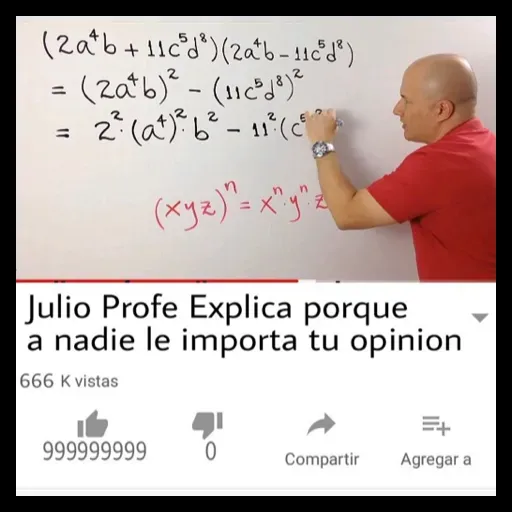 (2a⁴b + 11c⁵d⁸)(2a⁴b - 11c⁵d⁸)
= (2a⁴b)² - (11c⁵d⁸)²
= 2²·(a⁴)²·b² - 11²·(c⁵
(xyz)ⁿ = xⁿ·yⁿ·z
Julio Profe Explica porque
a nadie le importa tu opinion
666 K vistas
999999999
0
Compartir
Agregar a